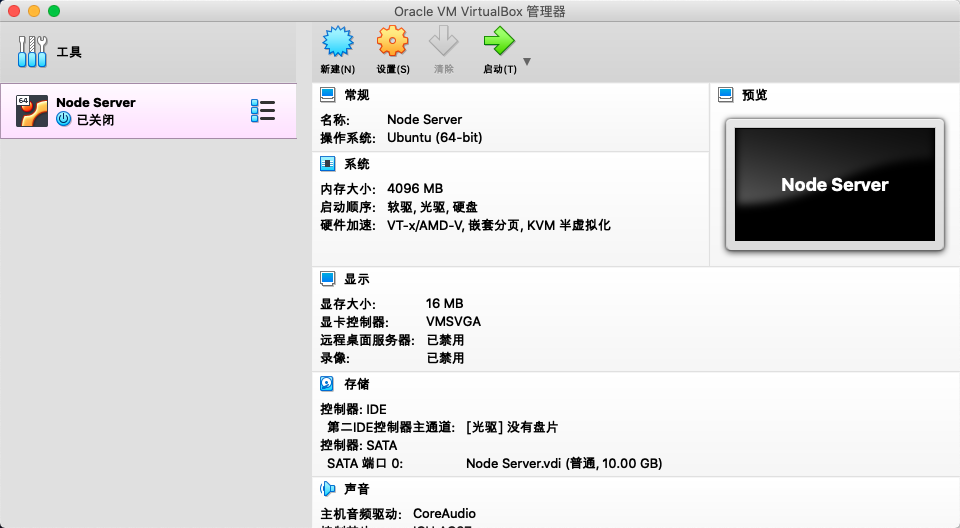 Oracle VM VirtualBox 管理器
工具
新建(N)
设置(S)
清除
启动(T)
64
Node Server
已关闭
常规
名称: Node Server
操作系统: Ubuntu (64-bit)
系统
内存大小: 4096 MB
启动顺序: 软驱, 光驱, 硬盘
硬件加速: VT-x/AMD-V, 嵌套分页, KVM 半虚拟化
预览
Node Server
显示
显存大小: 16 MB
显卡控制器: VMSVGA
远程桌面服务器: 已禁用
录像: 已禁用
存储
控制器: IDE
第二IDE控制器主通道: [光驱] 没有盘片
控制器: SATA
SATA 端口 0: Node Server.vdi (普通, 10.00 GB)
声音
主机音频驱动: CoreAudio